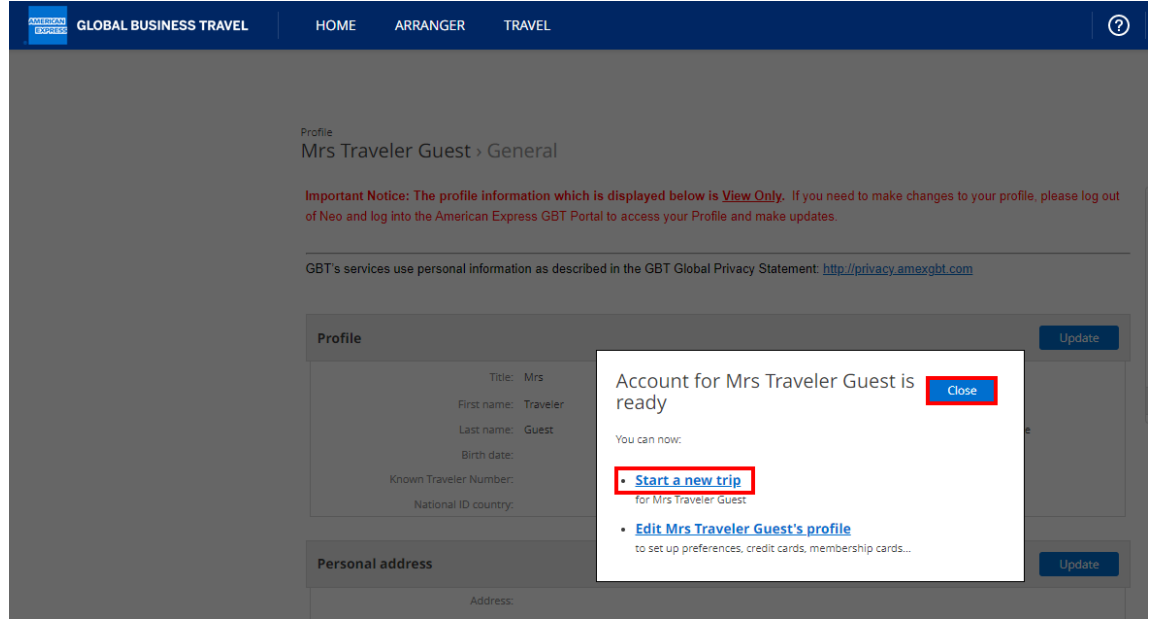 AMERICAN
EXPRESS
GLOBAL BUSINESS TRAVEL
HOME
ARRANGER
TRAVEL
?
Profile
Mrs Traveler Guest › General
Important Notice: The profile information which is displayed below is View Only. If you need to make changes to your profile, please log out
of Neo and log into the American Express GBT Portal to access your Profile and make updates.
GBT's services use personal information as described in the GBT Global Privacy Statement: http://privacy.amexgbt.com
Profile
Update
Title: Mrs
First name: Traveler
Last name: Guest
Birth date:
Known Traveler Number:
National ID country:
Account for Mrs Traveler Guest is
ready
Close
You can now:
• Start a new trip
for Mrs Traveler Guest
• Edit Mrs Traveler Guest's profile
to set up preferences, credit cards, membership cards...
Personal address
Update
Address: